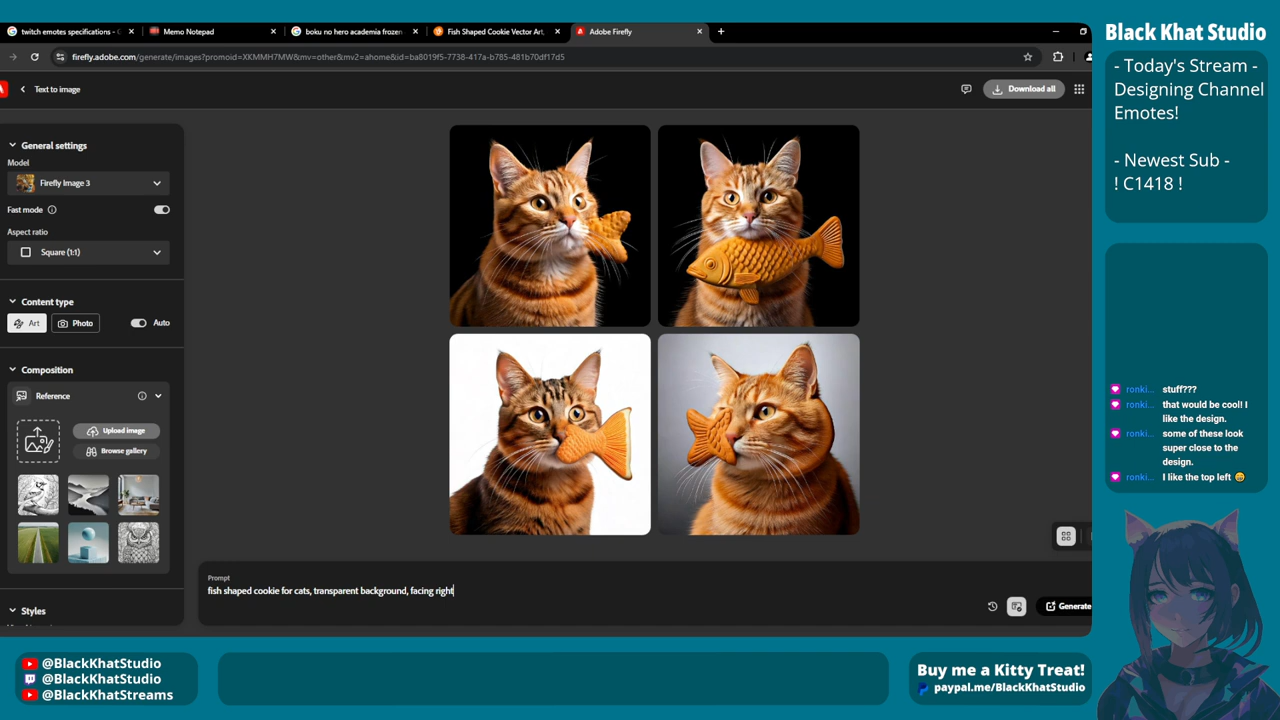 twitch emotes specifications - G
Memo Notepad
boku no hero academia frozen
Fish Shaped Cookie Vector Art,
Adobe Firefly
firefly.adobe.com/generate/images?promoid=XKMMH7MW&mv=other&mv2=ahome&id=ba8019f5-7738-417a-b785-481b70df17d5
Text to image
Download all
General settings
Model
Firefly Image 3
Fast mode
Aspect ratio
Square (1:1)
Content type
Art
Photo
Auto
Composition
Reference
Upload image
Browse gallery
Styles
Prompt
fish shaped cookie for cats, transparent background, facing right
Generate
Black Khat Studio
- Today's Stream -
Designing Channel
Emotes!
- Newest Sub -
! C1418 !
ronki... stuff???
ronki... that would be cool! I
like the design.
ronki... some of these look
super close to the
design.
ronki... I like the top left
@BlackKhatStudio
@BlackKhatStudio
@BlackKhatStreams
Buy me a Kitty Treat!
paypal.me/BlackKhatStudio